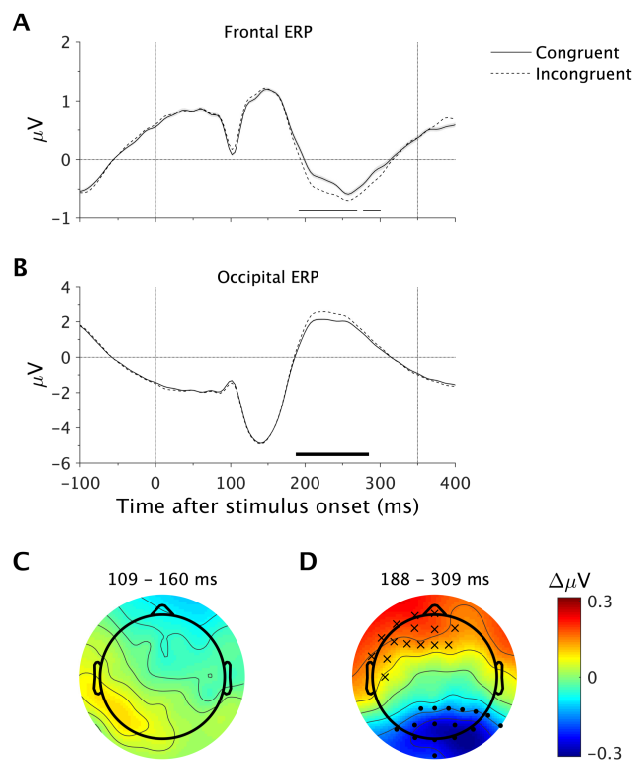 A
Frontal ERP
Congruent
Incongruent
2
1
0
−1
μV
B
Occipital ERP
4
2
0
−2
−4
−6
μV
−100
0
100
200
300
400
Time after stimulus onset (ms)
C
109 – 160 ms
D
188 – 309 ms
ΔμV
0.3
0
−0.3